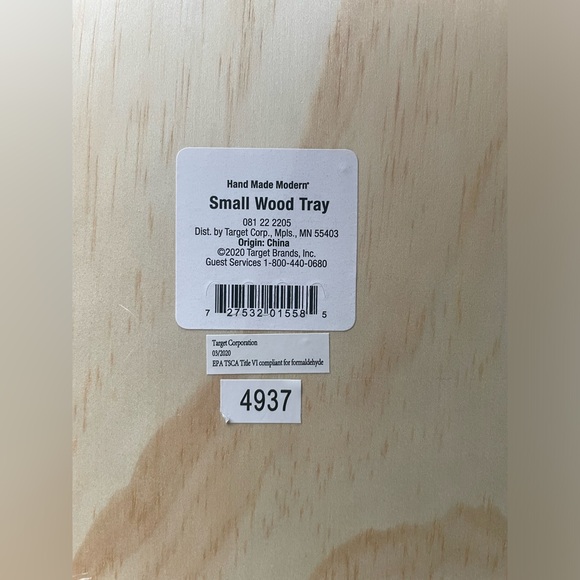 Hand Made Modern®
Small Wood Tray
081 22 2205
Dist. by Target Corp., Mpls., MN 55403
Origin: China
©2020 Target Brands, Inc.
Guest Services 1-800-440-0680
7 27532 01558 5
Target Corporation
03/2020
EPA TSCA Title VI compliant for formaldehyde
4937